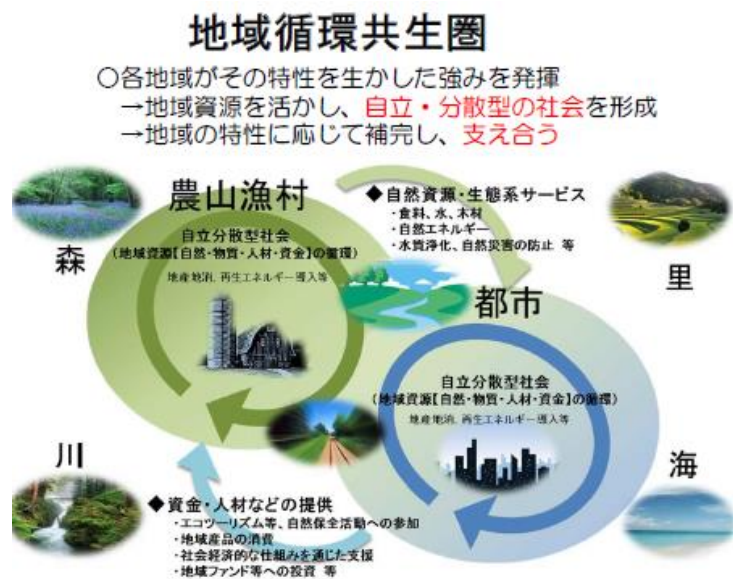 地域循環共生圏
○各地域がその特性を生かした強みを発揮
→地域資源を活かし、自立・分散型の社会を形成
→地域の特性に応じて補完し、支え合う
農山漁村
◆自然資源・生態系サービス
・食料、水、木材
・自然エネルギー
・水質浄化、自然災害の防止 等
森
自立分散型社会
(地域資源【自然・物質・人材・資金】の循環)
地産地消、再生エネルギー導入等
里
都市
自立分散型社会
(地域資源【自然・物質・人材・資金】の循環)
地産地消、再生エネルギー導入等
川
海
◆資金・人材などの提供
・エコツーリズム等、自然保全活動への参加
・地域産品の消費
・社会経済的な仕組みを通じた支援
・地域ファンド等への投資 等